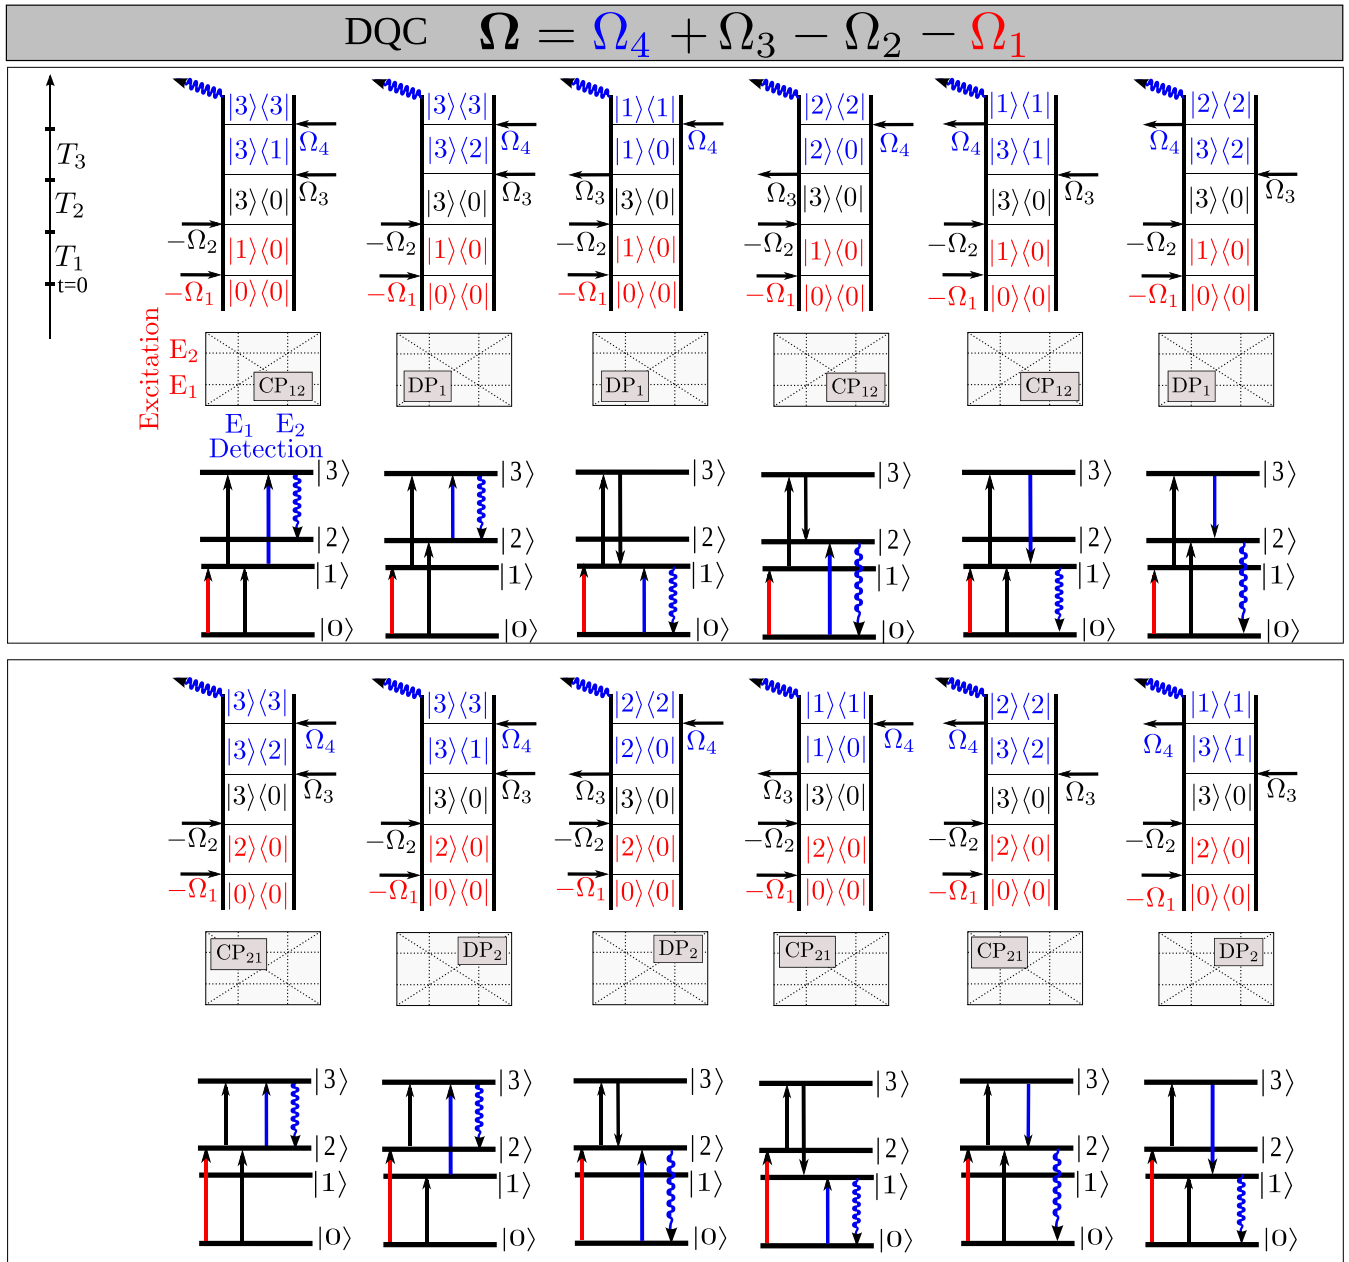 DQC Ω = Ω₄ + Ω₃ − Ω₂ − Ω₁
|3⟩⟨3| |3⟩⟨3| |1⟩⟨1| |2⟩⟨2| |1⟩⟨1| |2⟩⟨2|
Ω₄ Ω₄ Ω₄ Ω₄ Ω₄ Ω₄
T₃ |3⟩⟨1| |3⟩⟨2| |1⟩⟨0| |2⟩⟨0| |3⟩⟨1| |3⟩⟨2|
Ω₃ Ω₃ Ω₃ Ω₃ Ω₃ Ω₃
T₂ |3⟩⟨0| |3⟩⟨0| |3⟩⟨0| |3⟩⟨0| |3⟩⟨0| |3⟩⟨0|
−Ω₂ −Ω₂ −Ω₂ −Ω₂ −Ω₂ −Ω₂
T₁ |1⟩⟨0| |1⟩⟨0| |1⟩⟨0| |1⟩⟨0| |1⟩⟨0| |1⟩⟨0|
t=0
−Ω₁ |0⟩⟨0| −Ω₁ |0⟩⟨0| −Ω₁ |0⟩⟨0| −Ω₁ |0⟩⟨0| −Ω₁ |0⟩⟨0| −Ω₁ |0⟩⟨0|
Excitation
E₂
E₁ CP₁₂ DP₁ DP₁ CP₁₂ CP₁₂ DP₁
E₁ E₂
Detection
|3⟩ |3⟩ |3⟩ |3⟩ |3⟩ |3⟩
|2⟩ |2⟩ |2⟩ |2⟩ |2⟩ |2⟩
|1⟩ |1⟩ |1⟩ |1⟩ |1⟩ |1⟩
|0⟩ |0⟩ |0⟩ |0⟩ |0⟩ |0⟩
|3⟩⟨3| |3⟩⟨3| |2⟩⟨2| |1⟩⟨1| |2⟩⟨2| |1⟩⟨1|
Ω₄ Ω₄ Ω₄ Ω₄ Ω₄ Ω₄
|3⟩⟨2| |3⟩⟨1| |2⟩⟨0| |1⟩⟨0| |3⟩⟨2| |3⟩⟨1|
Ω₃ Ω₃ Ω₃ Ω₃ Ω₃ Ω₃
|3⟩⟨0| |3⟩⟨0| |3⟩⟨0| |3⟩⟨0| |3⟩⟨0| |3⟩⟨0|
−Ω₂ −Ω₂ −Ω₂ −Ω₂ −Ω₂ −Ω₂
|2⟩⟨0| |2⟩⟨0| |2⟩⟨0| |2⟩⟨0| |2⟩⟨0| |2⟩⟨0|
−Ω₁ |0⟩⟨0| −Ω₁ |0⟩⟨0| −Ω₁ |0⟩⟨0| −Ω₁ |0⟩⟨0| −Ω₁ |0⟩⟨0| −Ω₁ |0⟩⟨0|
CP₂₁ DP₂ DP₂ CP₂₁ CP₂₁ DP₂
|3⟩ |3⟩ |3⟩ |3⟩ |3⟩ |3⟩
|2⟩ |2⟩ |2⟩ |2⟩ |2⟩ |2⟩
|1⟩ |1⟩ |1⟩ |1⟩ |1⟩ |1⟩
|0⟩ |0⟩ |0⟩ |0⟩ |0⟩ |0⟩